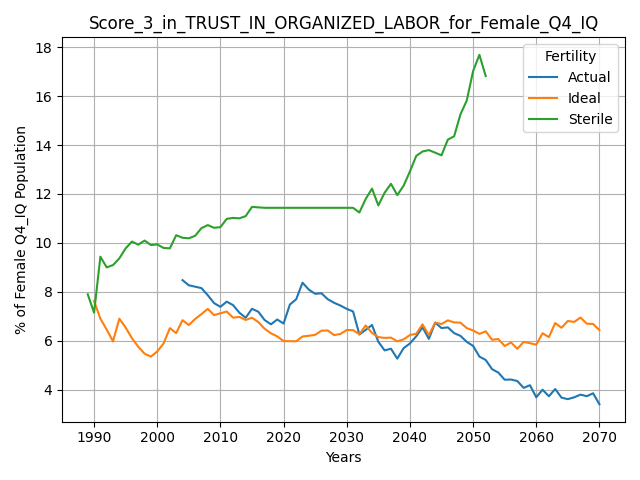 Score_3_in_TRUST_IN_ORGANIZED_LABOR_for_Female_Q4_IQ
% of Female Q4_IQ Population
18
16
14
12
10
8
6
4
Fertility
Actual
Ideal
Sterile
1990 2000 2010 2020 2030 2040 2050 2060 2070
Years